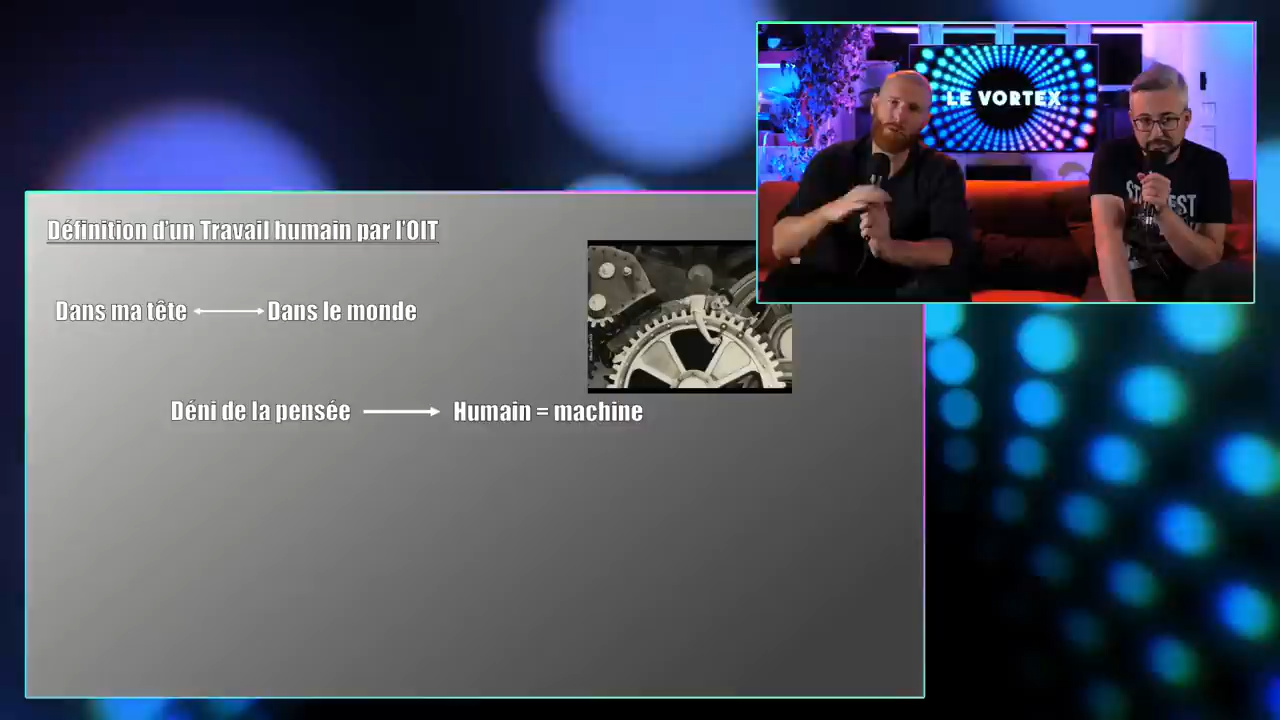 LE VORTEX
Définition d'un Travail humain par l'OIT
Dans ma tête
Dans le monde
Déni de la pensée
Humain = machine